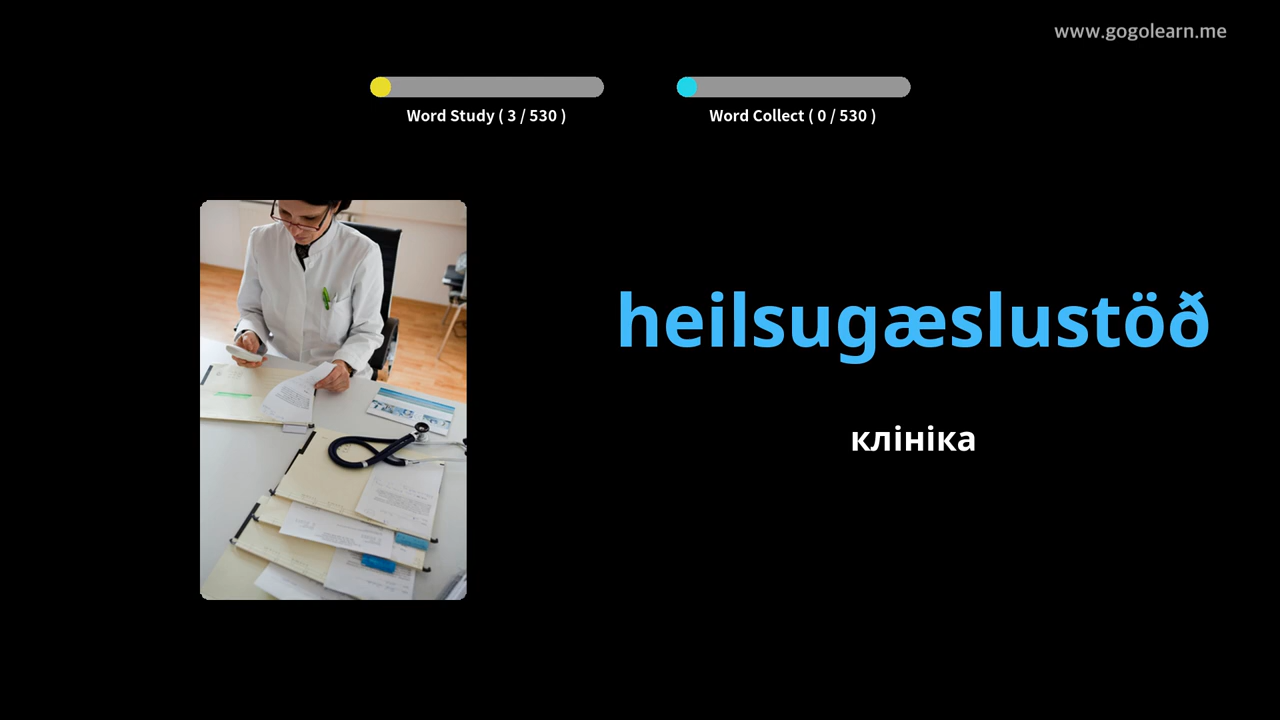 www.gogolearn.me
Word Study ( 3 / 530 )
Word Collect ( 0 / 530 )
heilsugæslustöð
клініка